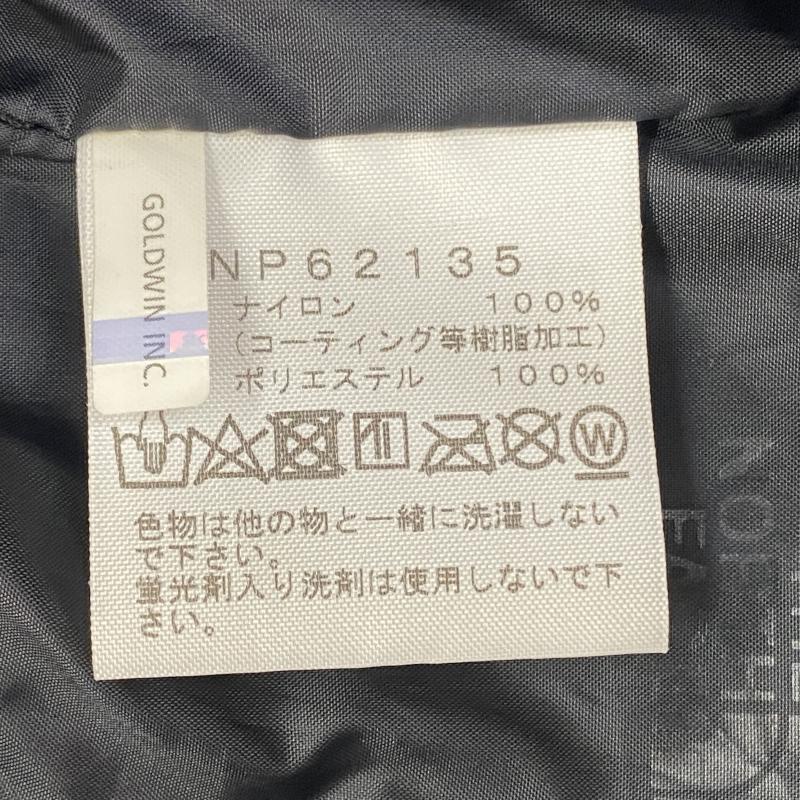 GOLDWIN INC.
NP62135
ナイロン 100%
(コーティング等樹脂加工)
ポリエステル 100%
W
色物は他の物と一緒に洗濯しない
で下さい。
蛍光剤入り洗剤は使用しないで下
さい。
NOR
FA